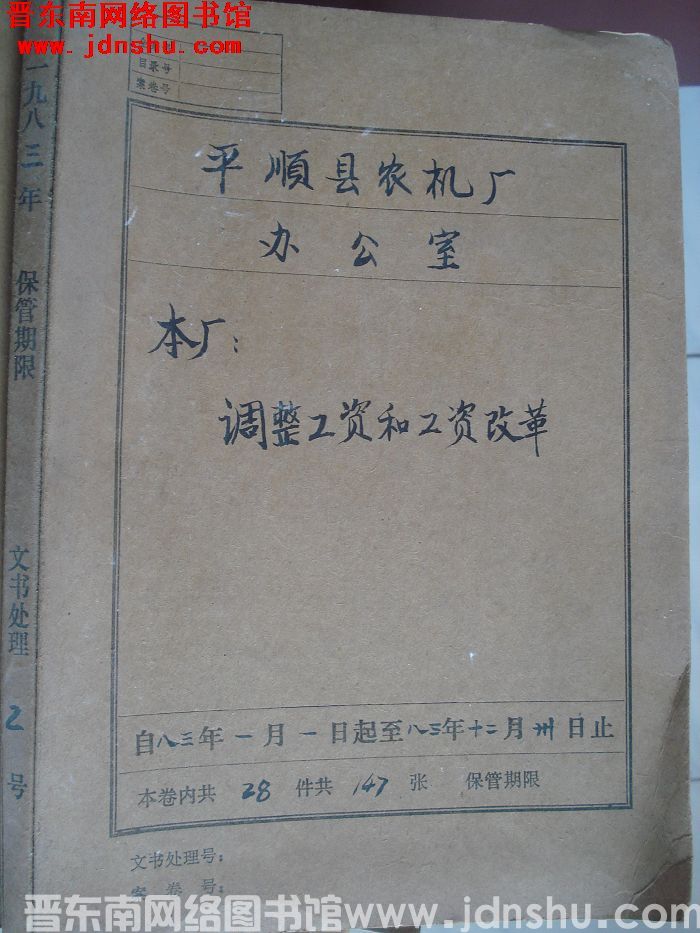 晋东南网络图书馆
www.jdnshu.com
一九八三年
保管期限
文书处理
2
号
目录号
案卷号
平順县农机厂
办公室
本厂：
调整工资和工资改革
自八三年一月一日起至八三年十二月卅日止
本卷内共 28 件共 147 张 保管期限
文书处理号：
案卷号：
晋东南网络图书馆www.jdnshu.com